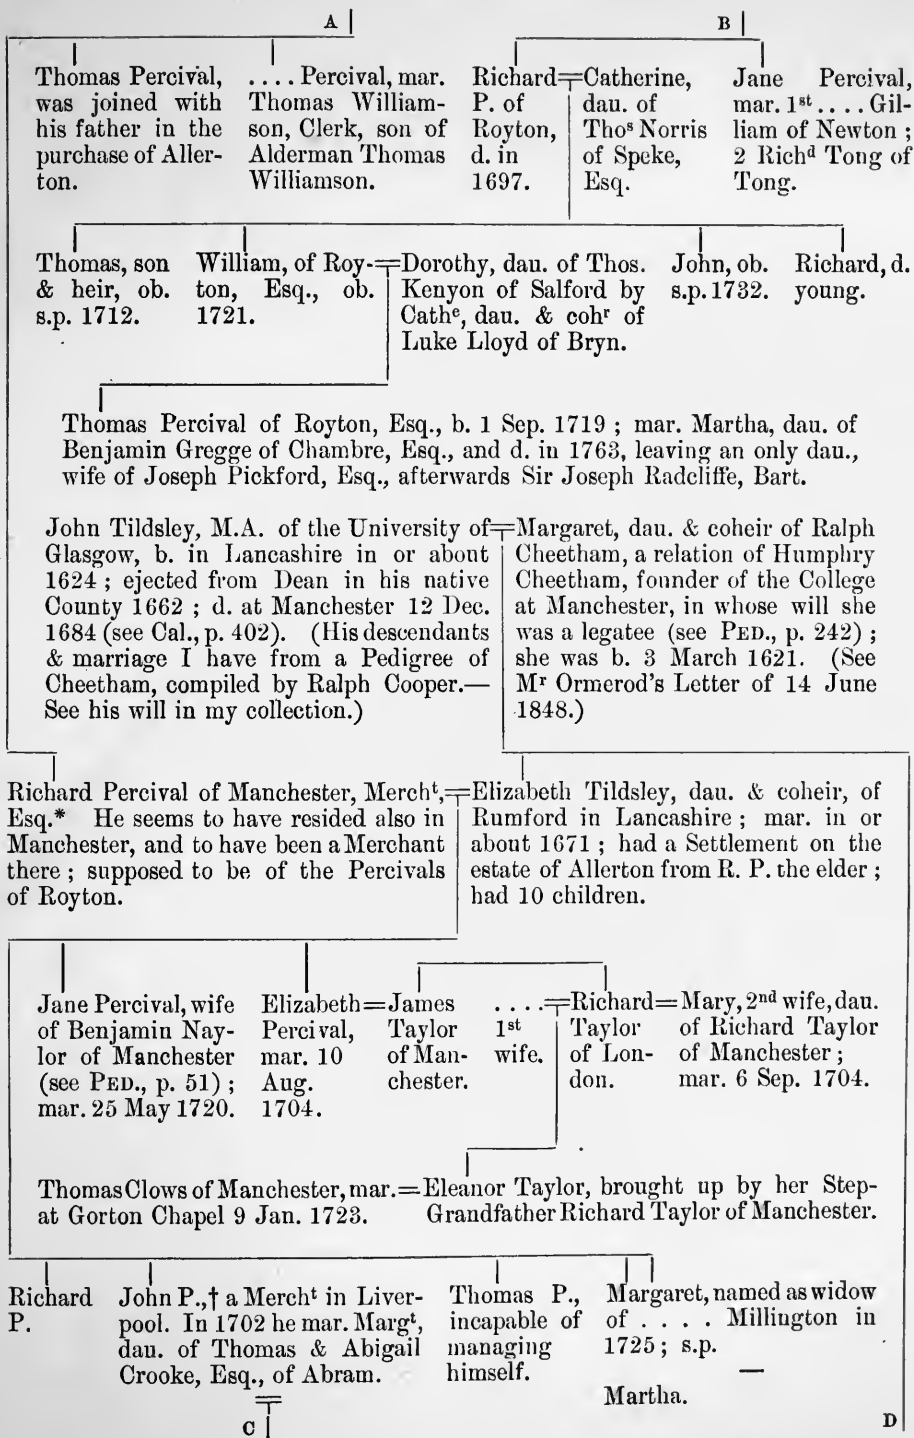 A B
Thomas Percival,
was joined with
his father in the
purchase of Aller-
ton.
.... Percival, mar.
Thomas William-
son, Clerk, son of
Alderman Thomas
Williamson.
Richard
P. of
Royton,
d. in
1697.
=Catherine,
dau. of
Thoˢ Norris
of Speke,
Esq.
Jane Percival,
mar. 1ˢᵗ .... Gil-
liam of Newton ;
2 Richᵈ Tong of
Tong.
Thomas, son
& heir, ob.
s.p. 1712.
William, of Roy-
ton, Esq., ob.
1721.
=Dorothy, dau. of Thos.
Kenyon of Salford by
Cathᵉ, dau. & cohʳ of
Luke Lloyd of Bryn.
John, ob.
s.p. 1732.
Richard, d.
young.
Thomas Percival of Royton, Esq., b. 1 Sep. 1719 ; mar. Martha, dau. of
Benjamin Gregge of Chambre, Esq., and d. in 1763, leaving an only dau.,
wife of Joseph Pickford, Esq., afterwards Sir Joseph Radcliffe, Bart.
John Tildsley, M.A. of the University of
Glasgow, b. in Lancashire in or about
1624 ; ejected from Dean in his native
County 1662 ; d. at Manchester 12 Dec.
1684 (see Cal., p. 402). (His descendants
& marriage I have from a Pedigree of
Cheetham, compiled by Ralph Cooper.—
See his will in my collection.)
=Margaret, dau. & coheir of Ralph
Cheetham, a relation of Humphry
Cheetham, founder of the College
at Manchester, in whose will she
was a legatee (see PED., p. 242) ;
she was b. 3 March 1621. (See
Mʳ Ormerod's Letter of 14 June
1848.)
Richard Percival of Manchester, Merchᵗ,
Esq.* He seems to have resided also in
Manchester, and to have been a Merchant
there ; supposed to be of the Percivals
of Royton.
=Elizabeth Tildsley, dau. & coheir, of
Rumford in Lancashire ; mar. in or
about 1671 ; had a Settlement on the
estate of Allerton from R. P. the elder ;
had 10 children.
Jane Percival, wife
of Benjamin Nay-
lor of Manchester
(see PED., p. 51) ;
mar. 25 May 1720.
Elizabeth
Percival,
mar. 10
Aug.
1704.
=James
Taylor
of Man-
chester.
....
1ˢᵗ
wife.
=Richard
Taylor
of Lon-
don.
=Mary, 2ⁿᵈ wife, dau.
of Richard Taylor
of Manchester ;
mar. 6 Sep. 1704.
Thomas Clows of Manchester, mar.
at Gorton Chapel 9 Jan. 1723.
=Eleanor Taylor, brought up by her Step-
Grandfather Richard Taylor of Manchester.
Richard
P.
John P.,† a Merchᵗ in Liver-
pool. In 1702 he mar. Margᵗ,
dau. of Thomas & Abigail
Crooke, Esq., of Abram.
Thomas P.,
incapable of
managing
himself.
Margaret, named as widow
of .... Millington in
1725 ; s.p.
—
Martha.
C D